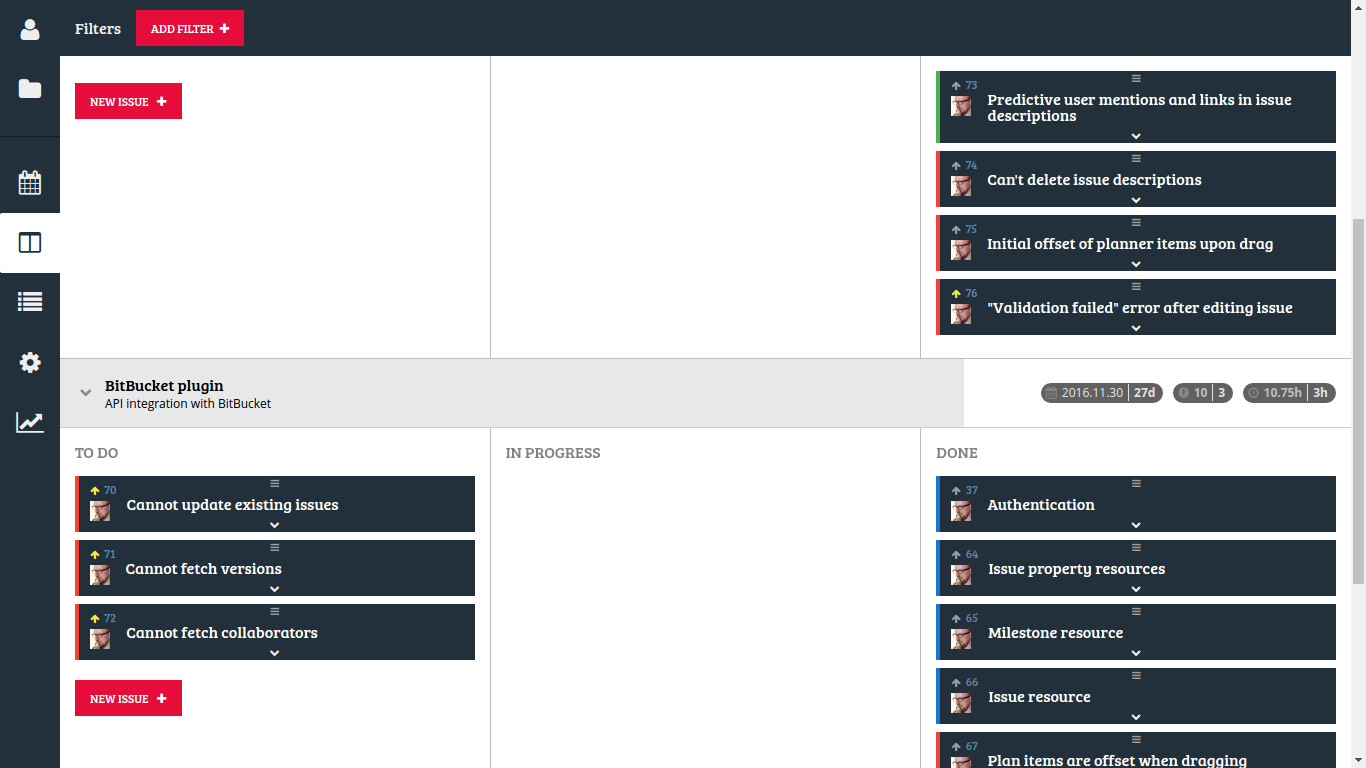 Filters
ADD FILTER
NEW ISSUE
73
Predictive user mentions and links in issue
descriptions
74
Can't delete issue descriptions
75
Initial offset of planner items upon drag
76
"Validation failed" error after editing issue
BitBucket plugin
API integration with BitBucket
2016.11.30 27d
10 3
10.75h 3h
TO DO
IN PROGRESS
DONE
70
Cannot update existing issues
71
Cannot fetch versions
72
Cannot fetch collaborators
NEW ISSUE
37
Authentication
64
Issue property resources
65
Milestone resource
66
Issue resource
67
Plan items are offset when dragging